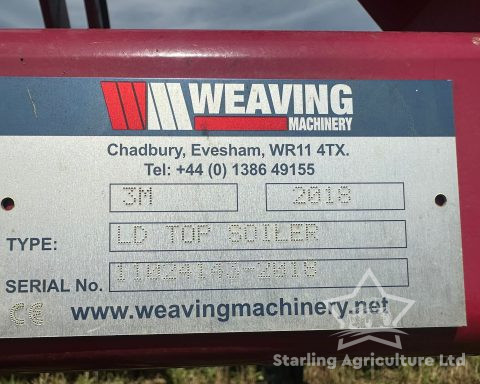 WEAVING
MACHINERY
Chadbury, Evesham, WR11 4TX.
Tel: +44 (0) 1386 49155
3M 2018
TYPE: LD TOP SOILER
SERIAL No.
CE www.weavingmachinery.net
Starling Agriculture Ltd